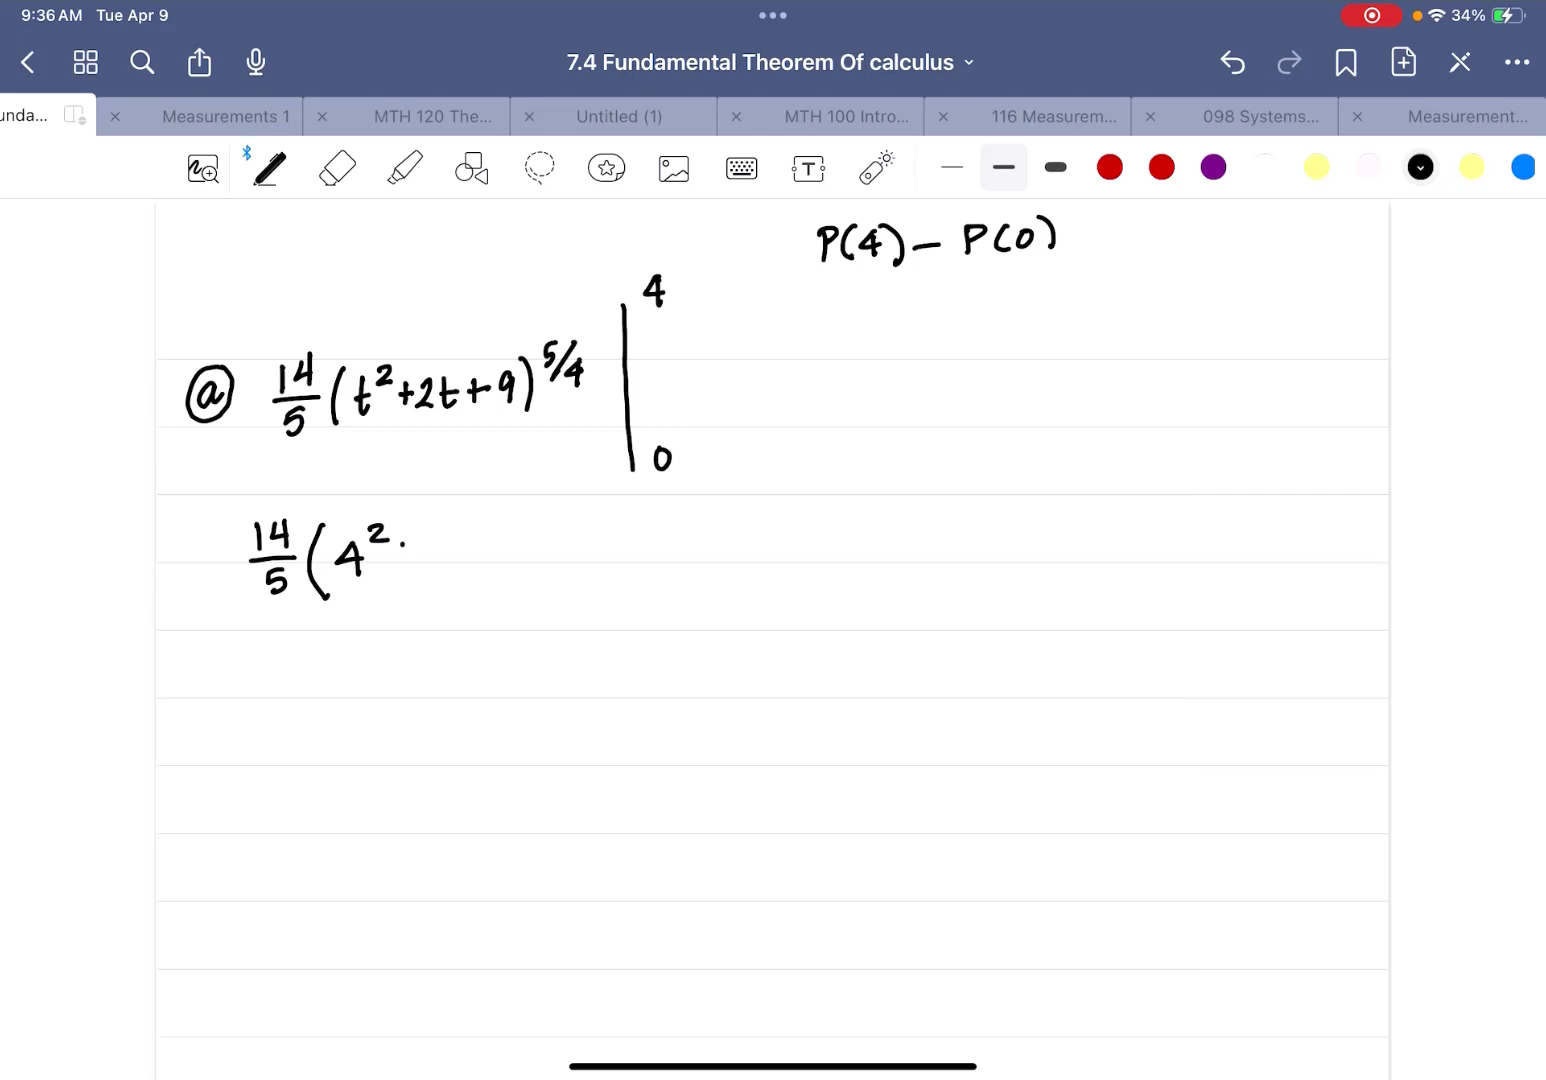 9:36 AM Tue Apr 9 34%
7.4 Fundamental Theorem Of calculus
unda... Measurements 1 MTH 120 The... Untitled (1) MTH 100 Intro... 116 Measurem... 098 Systems... Measurement...
T
P(4) - P(0)
ⓐ 14/5 (t²+2t+9)^5/4 | 4 0
14/5 (4² .